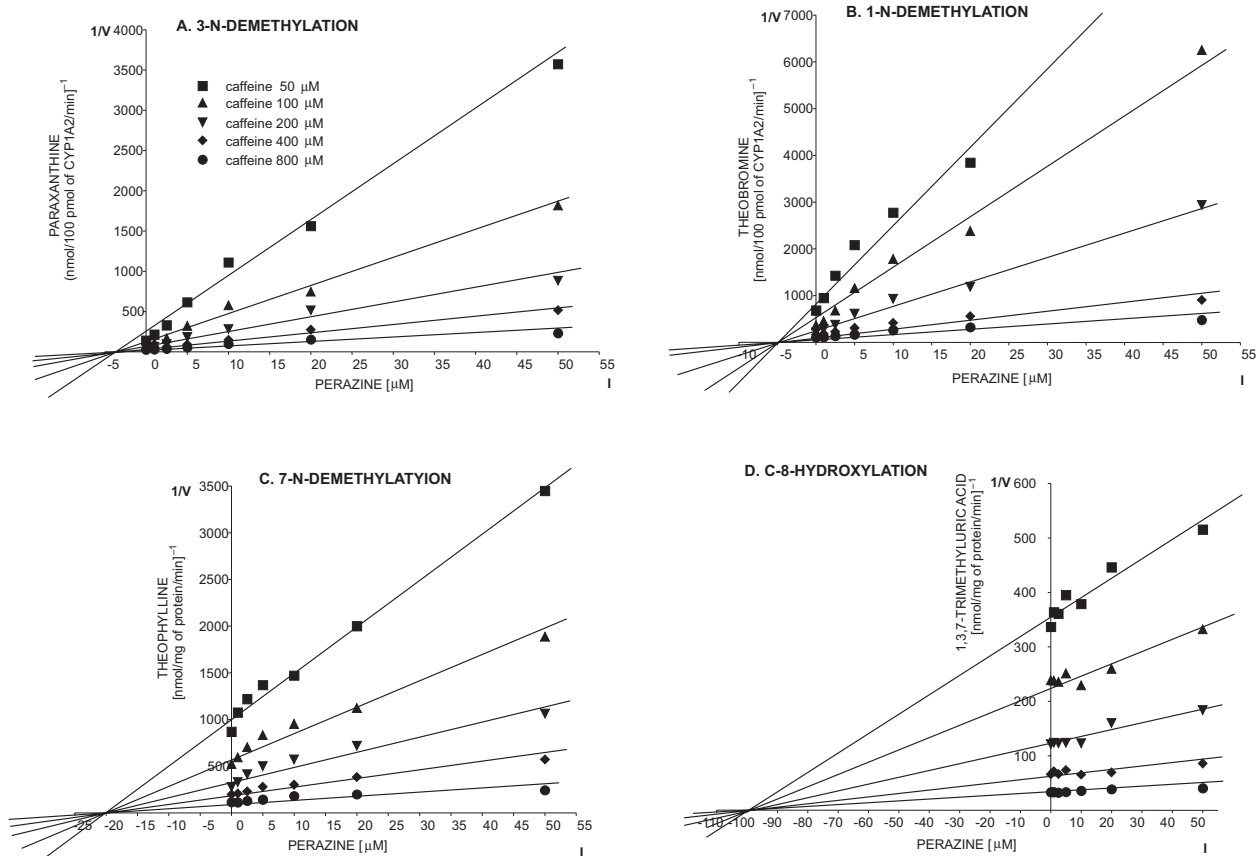 A. 3-N-DEMETHYLATION
1/V
4000
3500
3000
2500
2000
1500
1000
500
PARAXANTHINE
(nmol/100 pmol of CYP1A2/min]⁻¹
caffeine 50 µM
caffeine 100 µM
caffeine 200 µM
caffeine 400 µM
caffeine 800 µM
-5 0 5 10 15 20 25 30 35 40 45 50 55
PERAZINE [µM]
I
B. 1-N-DEMETHYLATION
1/V
7000
6000
5000
4000
3000
2000
1000
THEOBROMINE
[nmol/100 pmol of CYP1A2/min]⁻¹
-10 -5 0 5 10 15 20 25 30 35 40 45 50 55
PERAZINE [µM]
I
C. 7-N-DEMETHYLATYION
1/V
3500
3000
2500
2000
1500
1000
500
THEOPHYLLINE
[nmol/mg of protein/min]⁻¹
-25 -20 -15 -10 -5 0 5 10 15 20 25 30 35 40 45 50 55
PERAZINE [µM]
I
D. C-8-HYDROXYLATION
1/V
600
500
400
300
200
100
0
1,3,7-TRIMETHYLURIC ACID
[nmol/mg of protein/min]⁻¹
-110 -100 -90 -80 -70 -60 -50 -40 -30 -20 -10 0 10 20 30 40 50
PERAZINE [µM]
I